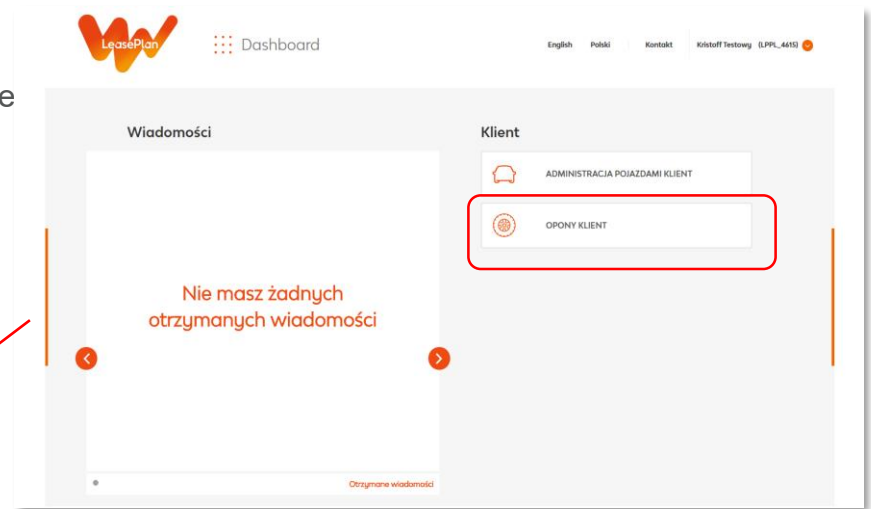 LeasePlan
Dashboard
English Polski Kontakt Kristoff Testowy (LPPL_4615)
e
Wiadomości
Klient
ADMINISTRACJA POJAZDAMI KLIENT
OPONY KLIENT
Nie masz żadnych
otrzymanych wiadomości
Otrzymane wiadomości